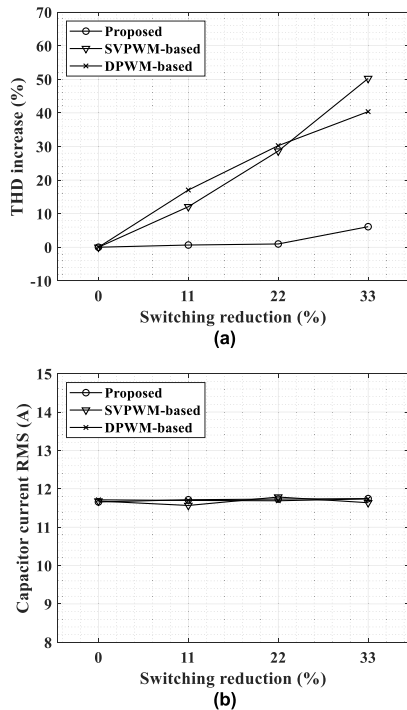 70
60
50
40
30
20
10
0
-10
THD increase (%)
Proposed
SVPWM-based
DPWM-based
0 11 22 33
Switching reduction (%)
(a)
15
14
13
12
11
10
9
8
Capacitor current RMS (A)
Proposed
SVPWM-based
DPWM-based
0 11 22 33
Switching reduction (%)
(b)